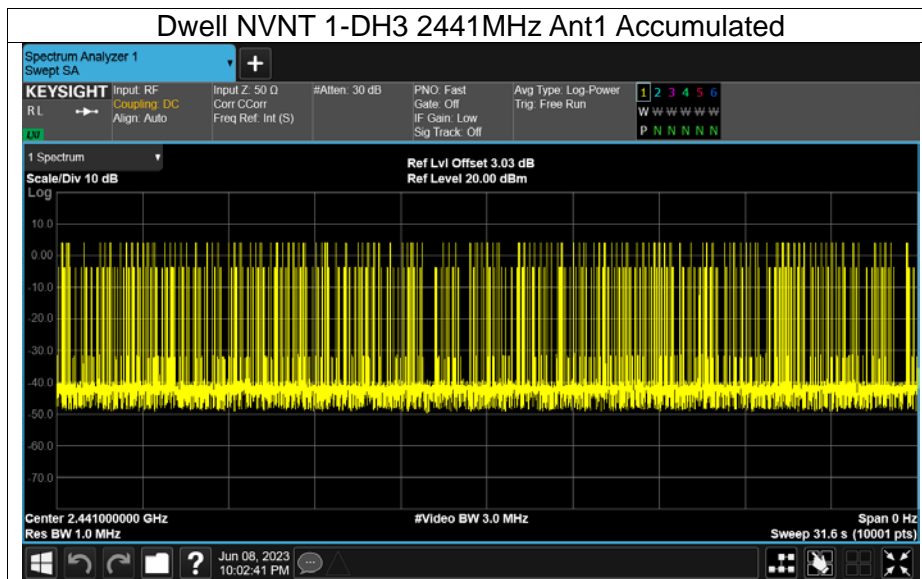 Dwell NVNT 1-DH3 2441MHz Ant1 Accumulated
Spectrum Analyzer 1
Swept SA
+
KEYSIGHT Input: RF Input Z: 50 Ω #Atten: 30 dB PNO: Fast Avg Type: Log-Power 1 2 3 4 5 6
RL Coupling: DC Corr CCorr Gate: Off Trig: Free Run W W W W W W
Align: Auto Freq Ref: Int (S) IF Gain: Low
LXI Sig Track: Off P N N N N N
1 Spectrum
Ref Lvl Offset 3.03 dB
Scale/Div 10 dB Ref Level 20.00 dBm
Log
10.0
0.00
-10.0
-20.0
-30.0
-40.0
-50.0
-60.0
-70.0
Center 2.441000000 GHz #Video BW 3.0 MHz Span 0 Hz
Res BW 1.0 MHz Sweep 31.6 s (10001 pts)
? Jun 08, 2023
10:02:41 PM